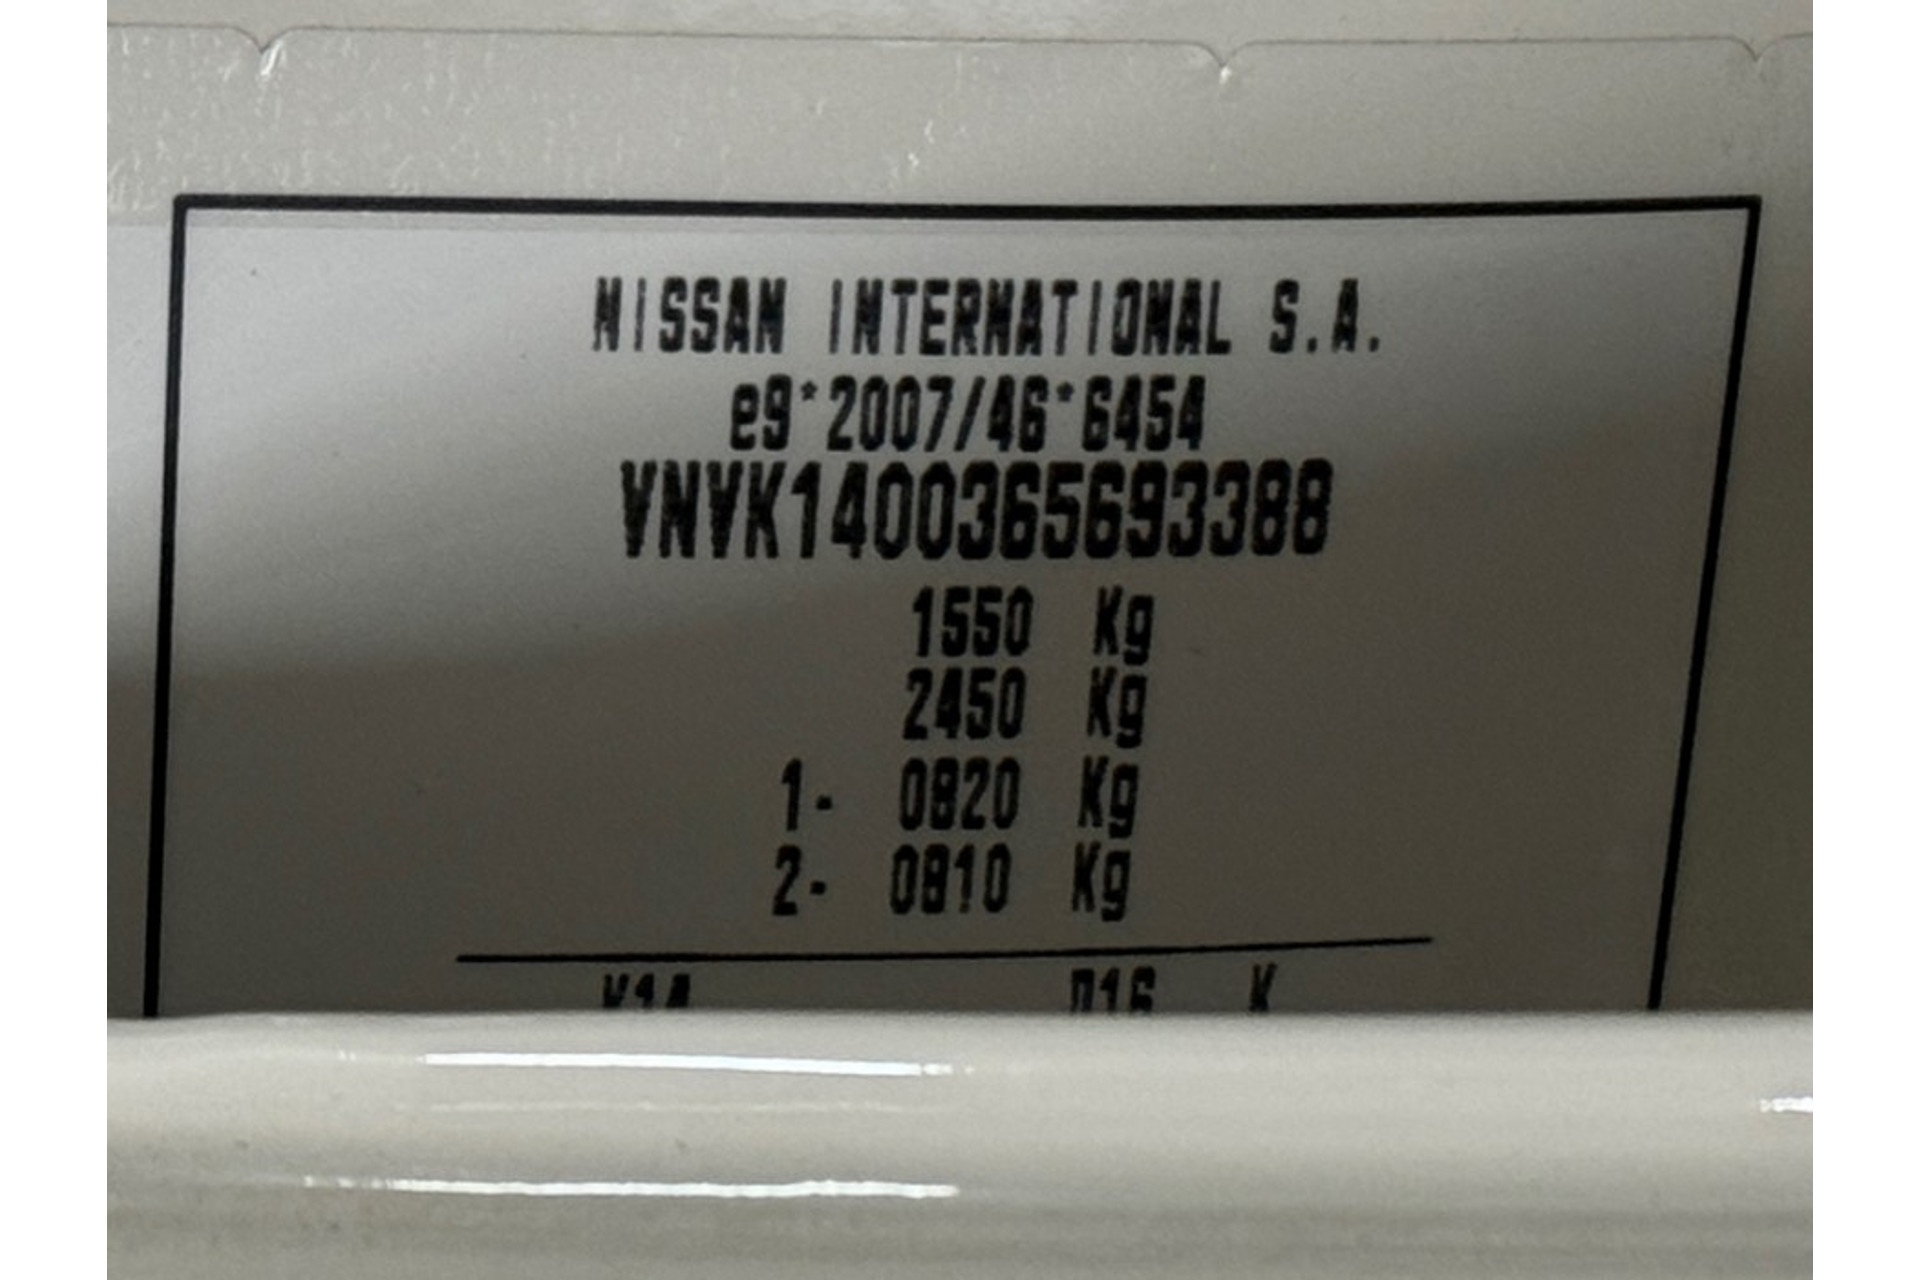 NISSAN INTERNATIONAL S.A.
e9*2007/46*6454
VNVK1400365693388
1550 Kg
2450 Kg
1- 0820 Kg
2- 0810 Kg
K